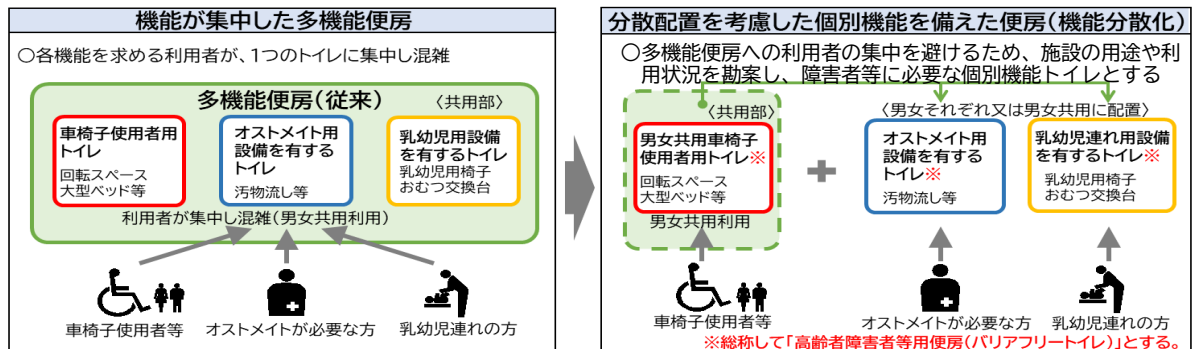 機能が集中した多機能便房
○各機能を求める利用者が、1つのトイレに集中し混雑
多機能便房(従来)
〈共用部〉
車椅子使用者用
トイレ
回転スペース
大型ベッド等
オストメイト用
設備を有する
トイレ
汚物流し等
乳幼児用設備
を有するトイレ
乳幼児用椅子
おむつ交換台
利用者が集中し混雑(男女共用利用)
車椅子使用者等
オストメイトが必要な方
乳幼児連れの方
分散配置を考慮した個別機能を備えた便房(機能分散化)
○多機能便房への利用者の集中を避けるため、施設の用途や利
用状況を勘案し、障害者等に必要な個別機能トイレとする
〈共用部〉
〈男女それぞれ又は男女共用に配置〉
男女共用車椅子
使用者用トイレ※
回転スペース
大型ベッド等
男女共用利用
オストメイト用
設備を有する
トイレ※
汚物流し等
乳幼児連れ用設備
を有するトイレ※
乳幼児用椅子
おむつ交換台
車椅子使用者等
オストメイトが必要な方
乳幼児連れの方
※総称して「高齢者障害者等用便房(バリアフリートイレ)」とする。